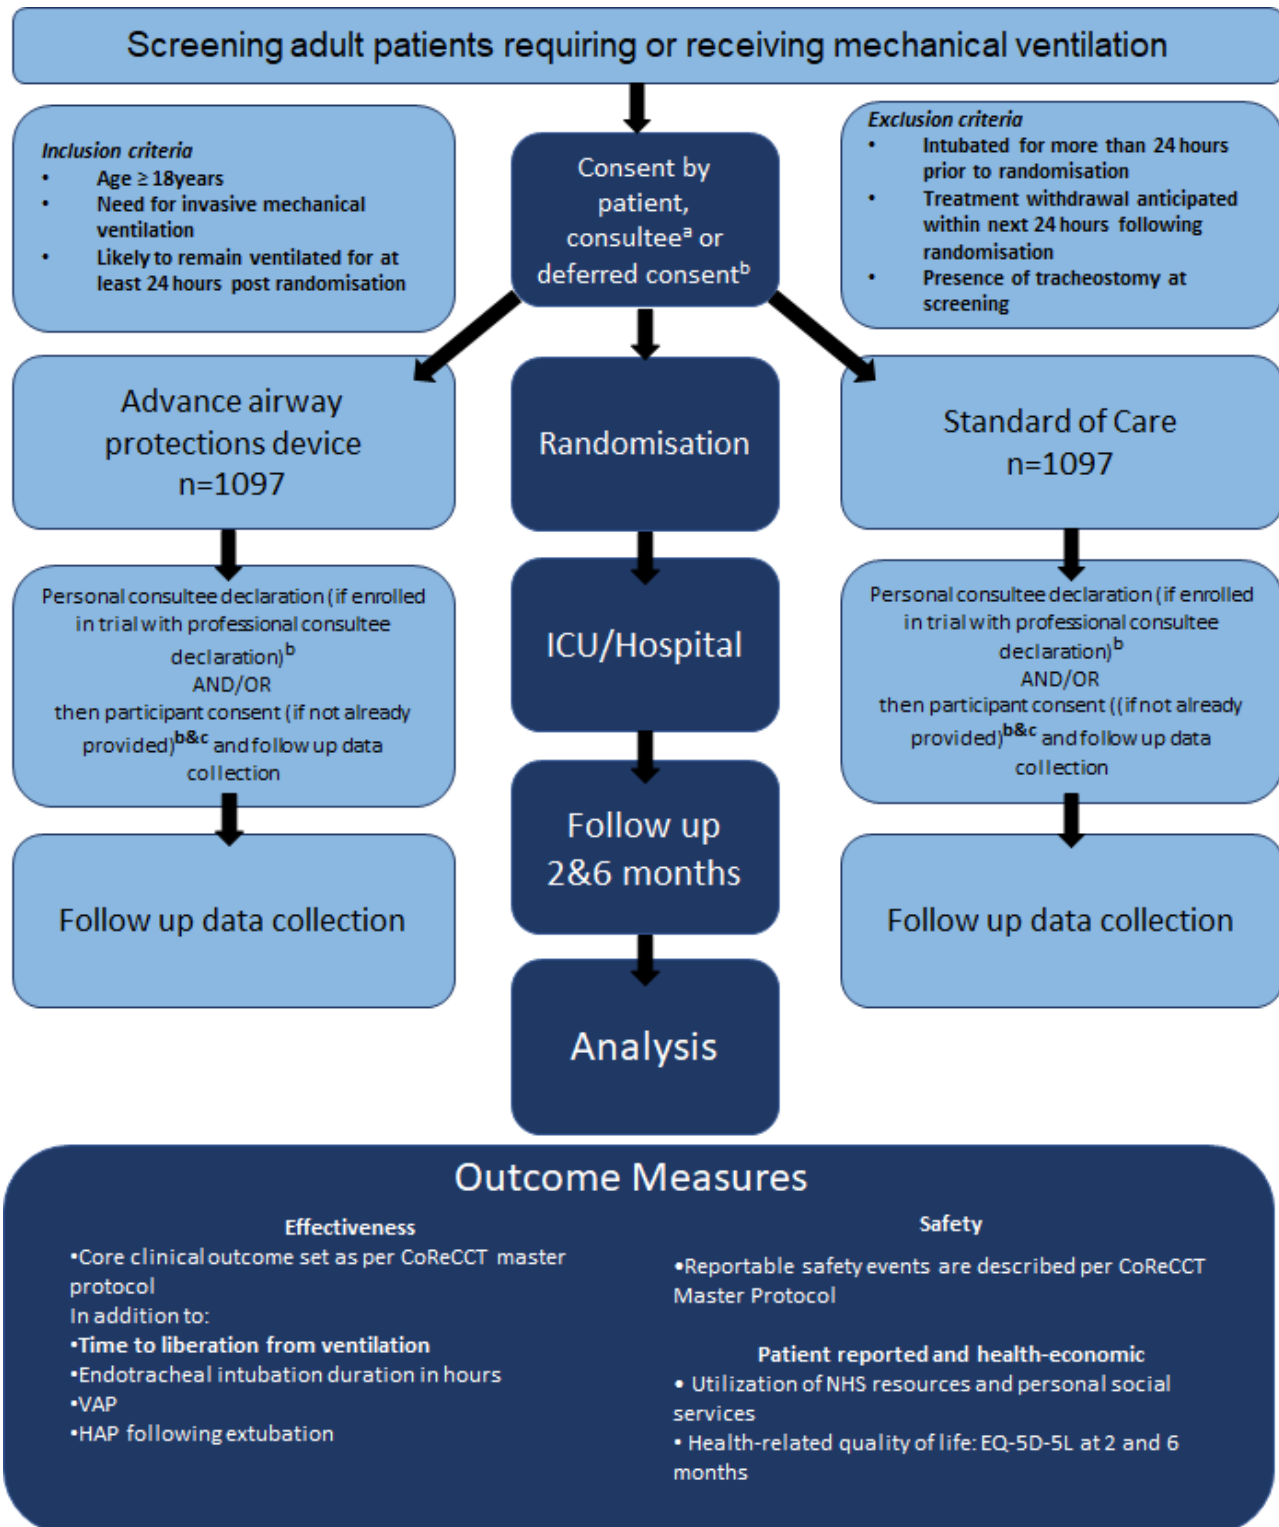 Screening adult patients requiring or receiving mechanical ventilation
Inclusion criteria
• Age ≥ 18years
• Need for invasive mechanical
ventilation
• Likely to remain ventilated for at
least 24 hours post randomisation
Consent by
patient,
consulteeᵃ or
deferred consentᵇ
Exclusion criteria
• Intubated for more than 24 hours
prior to randomisation
• Treatment withdrawal anticipated
within next 24 hours following
randomisation
• Presence of tracheostomy at
screening
Advance airway
protections device
n=1097
Randomisation
Standard of Care
n=1097
Personal consultee declaration (if enrolled
in trial with professional consultee
declaration)ᵇ
AND/OR
then participant consent (if not already
provided)ᵇ&ᶜ and follow up data
collection
ICU/Hospital
Personal consultee declaration (if enrolled
in trial with professional consultee
declaration)ᵇ
AND/OR
then participant consent ((if not already
provided)ᵇ&ᶜ and follow up data
collection
Follow up
2&6 months
Follow up data collection
Follow up data collection
Analysis
Outcome Measures
Effectiveness
•Core clinical outcome set as per CoReCCT master
protocol
In addition to:
•Time to liberation from ventilation
•Endotracheal intubation duration in hours
•VAP
•HAP following extubation
Safety
•Reportable safety events are described per CoReCCT
Master Protocol
Patient reported and health-economic
• Utilization of NHS resources and personal social
services
• Health-related quality of life: EQ-5D-5L at 2 and 6
months